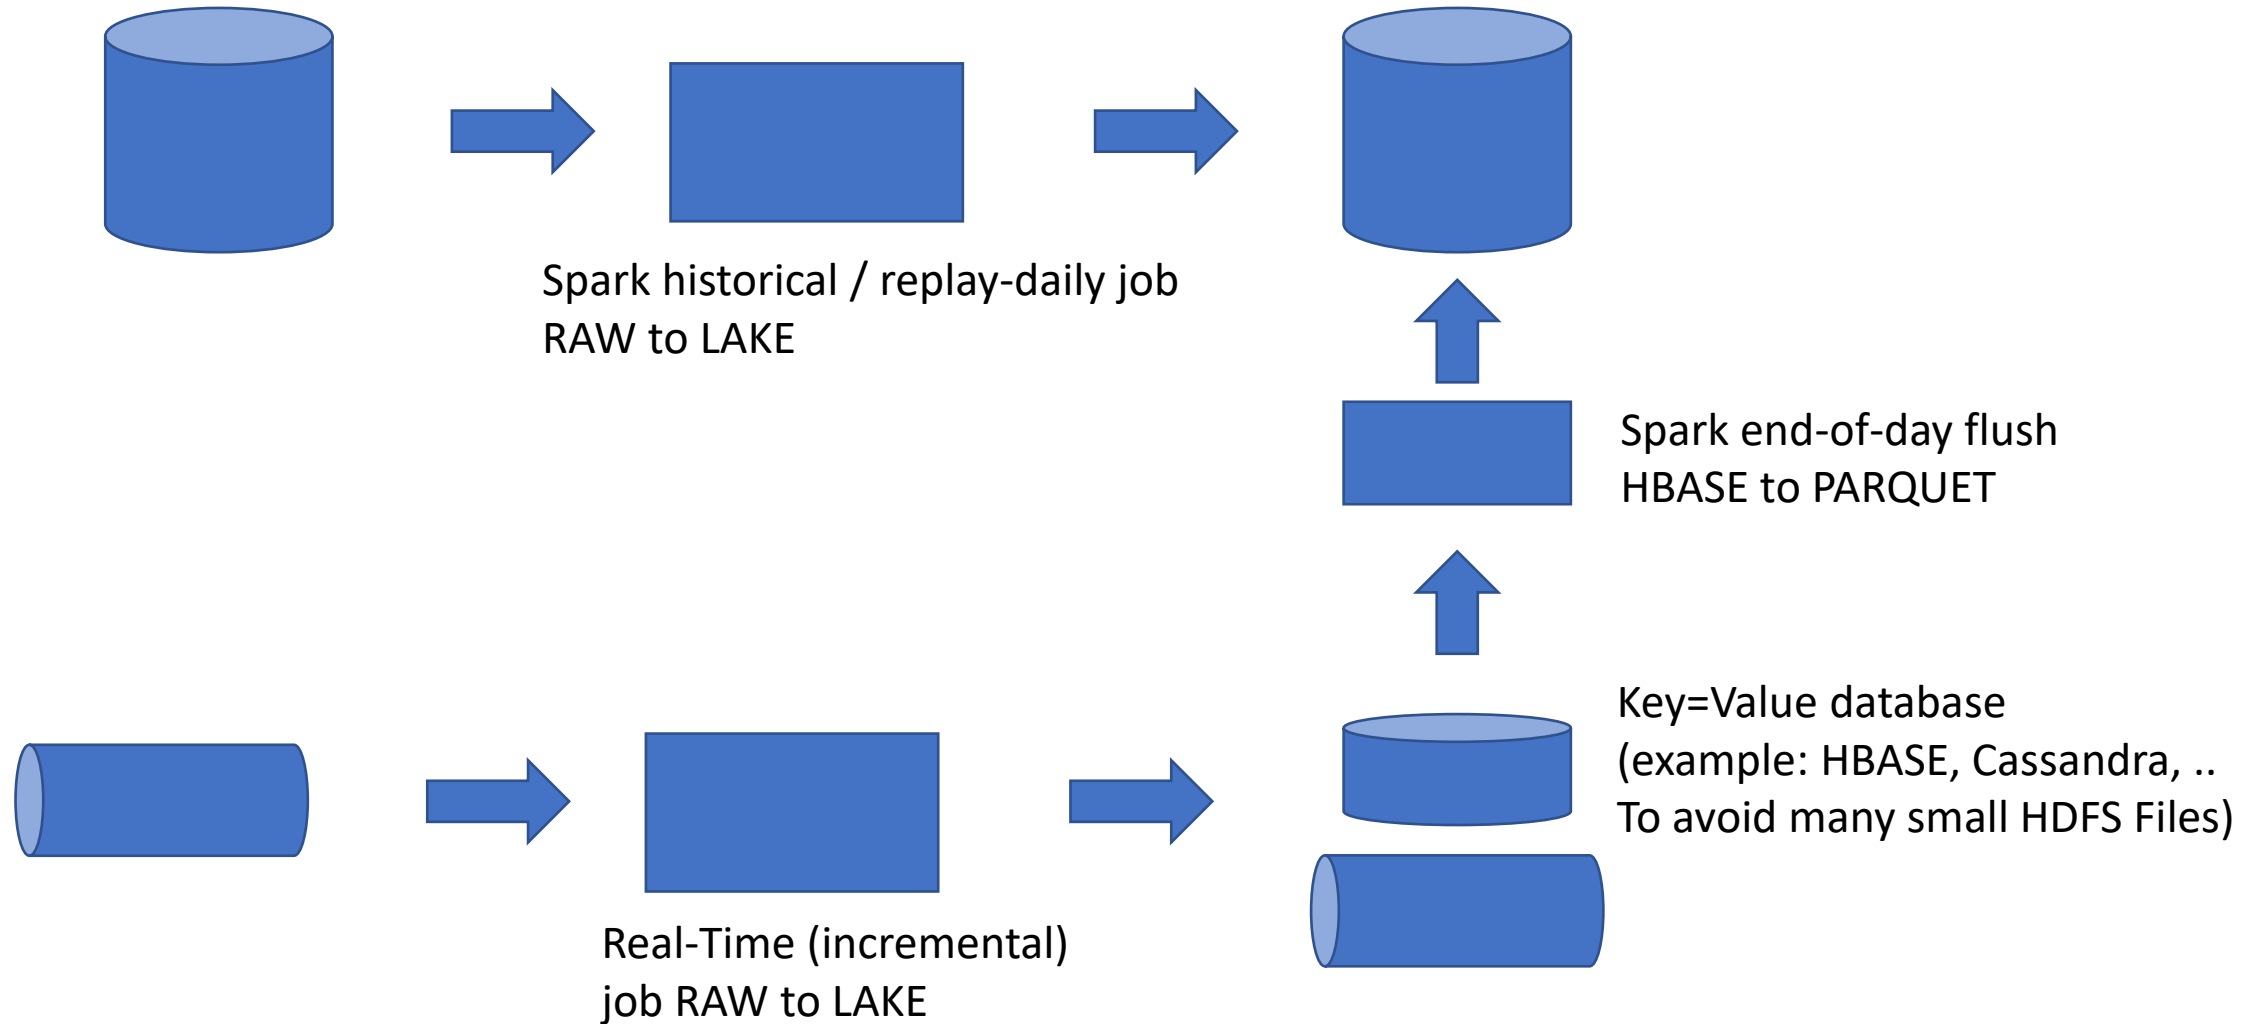 Spark historical / replay-daily job
RAW to LAKE
Spark end-of-day flush
HBASE to PARQUET
Key=Value database
(example: HBASE, Cassandra, ..
To avoid many small HDFS Files)
Real-Time (incremental)
job RAW to LAKE